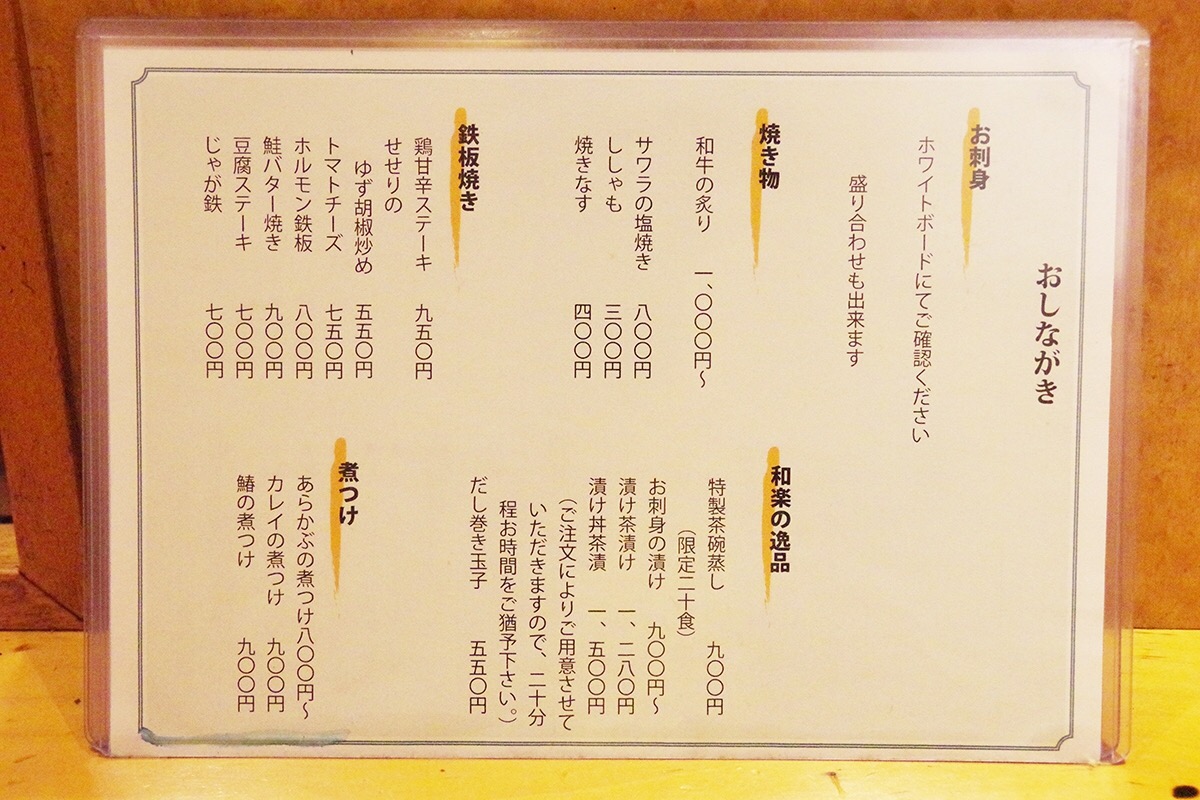 おしながき
お刺身
ホワイトボードにてご確認ください
盛り合わせも出来ます
焼き物
和牛の炙り 一、〇〇〇円～
サワラの塩焼き 八〇〇円
ししゃも 三〇〇円
焼きなす 四〇〇円
鉄板焼き
鶏甘辛ステーキ 九五〇円
せせりの
ゆず胡椒炒め 五五〇円
トマトチーズ 七五〇円
ホルモン鉄板 八〇〇円
鮭バター焼き 九〇〇円
豆腐ステーキ 七〇〇円
じゃが鉄 七〇〇円
和楽の逸品
特製茶碗蒸し 九〇〇円
（限定二十食）
お刺身の漬け 九〇〇円～
漬け茶漬け 一、二八〇円
漬け丼茶漬 一、五〇〇円
（ご注文によりご用意させて
いただきますので、二十分
程お時間をご猶予下さい。）
だし巻き玉子 五五〇円
煮つけ
あらかぶの煮つけ八〇〇円～
カレイの煮つけ 九〇〇円
鰆の煮つけ 九〇〇円